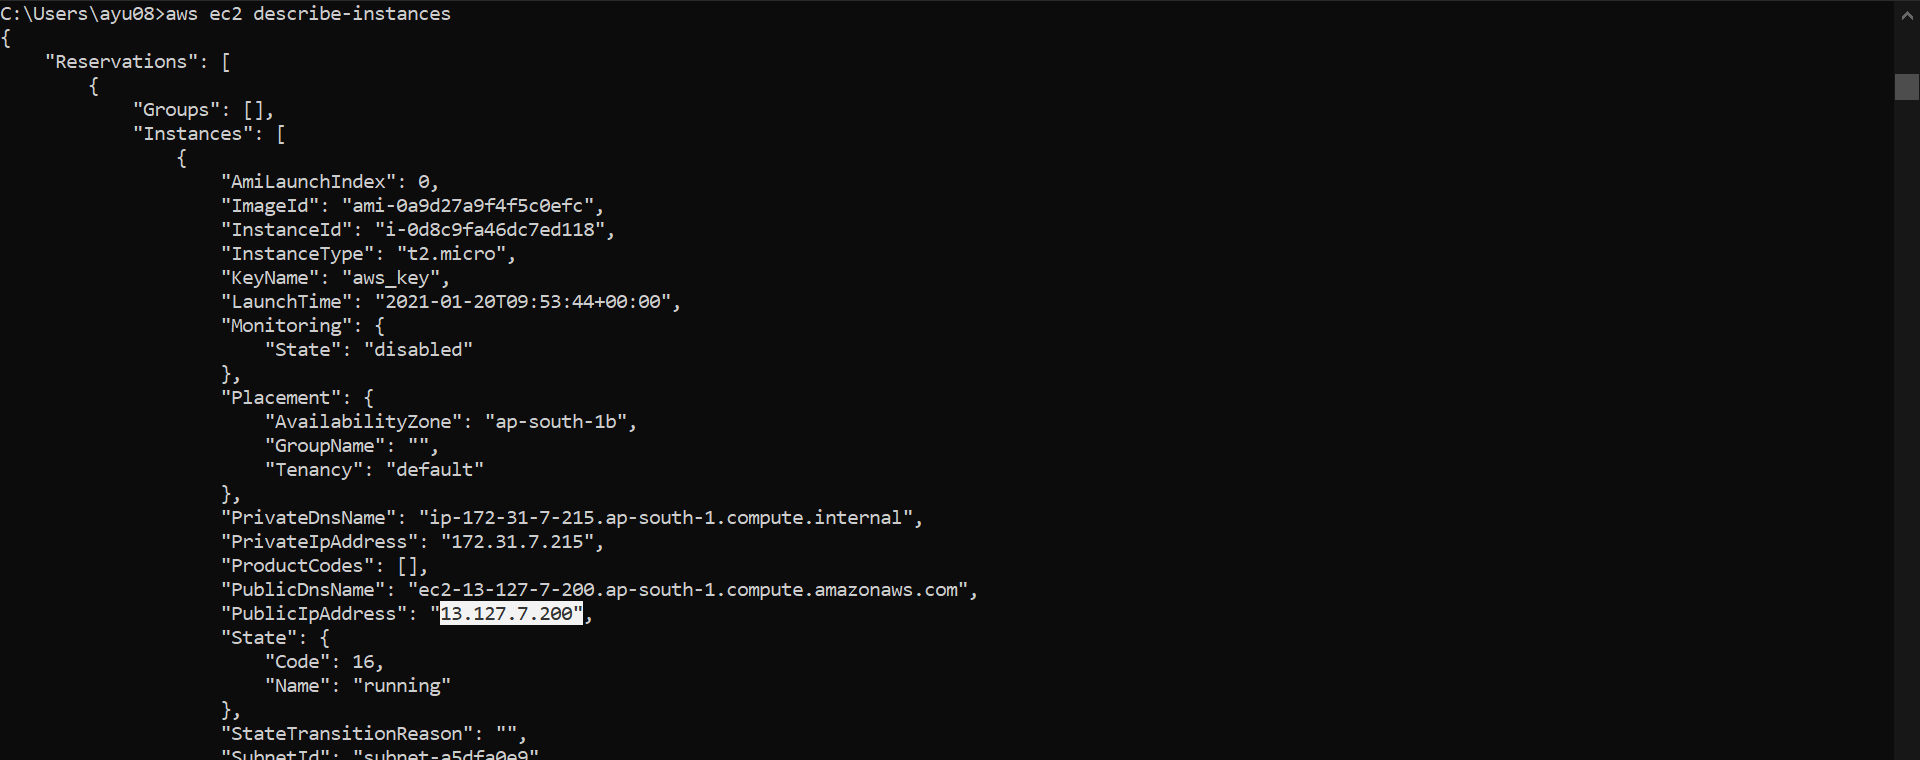 C:\Users\ayu08>aws ec2 describe-instances
{
    "Reservations": [
        {
            "Groups": [],
            "Instances": [
                {
                    "AmiLaunchIndex": 0,
                    "ImageId": "ami-0a9d27a9f4f5c0efc",
                    "InstanceId": "i-0d8c9fa46dc7ed118",
                    "InstanceType": "t2.micro",
                    "KeyName": "aws_key",
                    "LaunchTime": "2021-01-20T09:53:44+00:00",
                    "Monitoring": {
                        "State": "disabled"
                    },
                    "Placement": {
                        "AvailabilityZone": "ap-south-1b",
                        "GroupName": "",
                        "Tenancy": "default"
                    },
                    "PrivateDnsName": "ip-172-31-7-215.ap-south-1.compute.internal",
                    "PrivateIpAddress": "172.31.7.215",
                    "ProductCodes": [],
                    "PublicDnsName": "ec2-13-127-7-200.ap-south-1.compute.amazonaws.com",
                    "PublicIpAddress": "13.127.7.200",
                    "State": {
                        "Code": 16,
                        "Name": "running"
                    },
                    "StateTransitionReason": "",
                    "SubnetId": "subnet-a5dfa0e9"